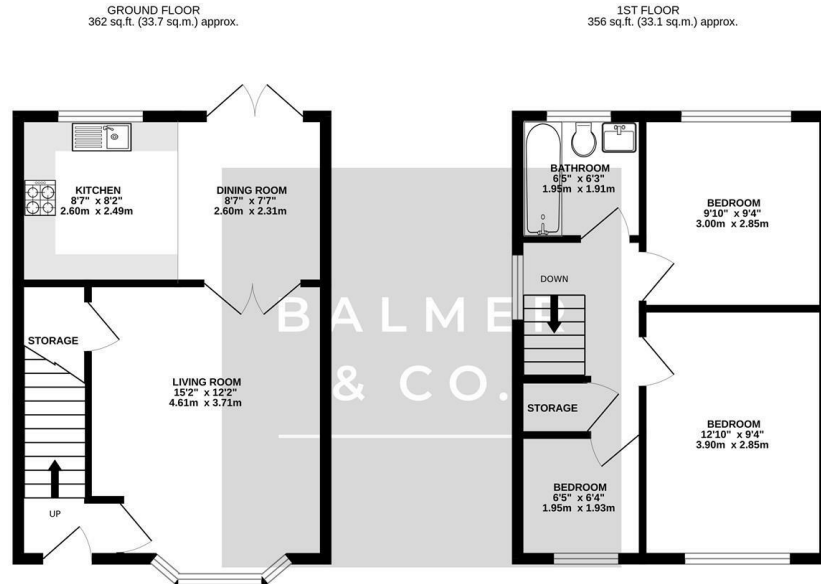 GROUND FLOOR
362 sq.ft. (33.7 sq.m.) approx.
1ST FLOOR
356 sq.ft. (33.1 sq.m.) approx.
KITCHEN
8'7" x 8'2"
2.60m x 2.49m
DINING ROOM
8'7" x 7'7"
2.60m x 2.31m
STORAGE
LIVING ROOM
15'2" x 12'2"
4.61m x 3.71m
UP
BALMER
& CO.
BATHROOM
6'5" x 6'3"
1.95m x 1.91m
BEDROOM
9'10" x 9'4"
3.00m x 2.85m
DOWN
STORAGE
BEDROOM
12'10" x 9'4"
3.90m x 2.85m
BEDROOM
6'5" x 6'4"
1.95m x 1.93m